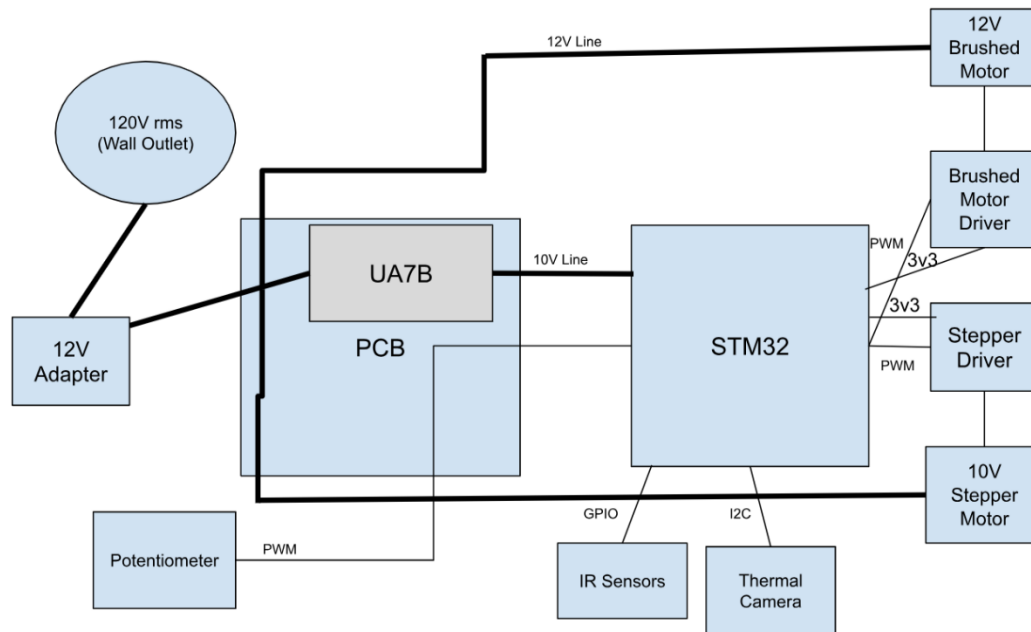 12V
Brushed
Motor
12V Line
120V rms
(Wall Outlet)
Brushed
Motor
Driver
PWM
3v3
UA7B
10V Line
3v3
12V
Adapter
PCB
STM32
Stepper
Driver
PWM
10V
Stepper
Motor
GPIO
I2C
Potentiometer
PWM
IR Sensors
Thermal
Camera